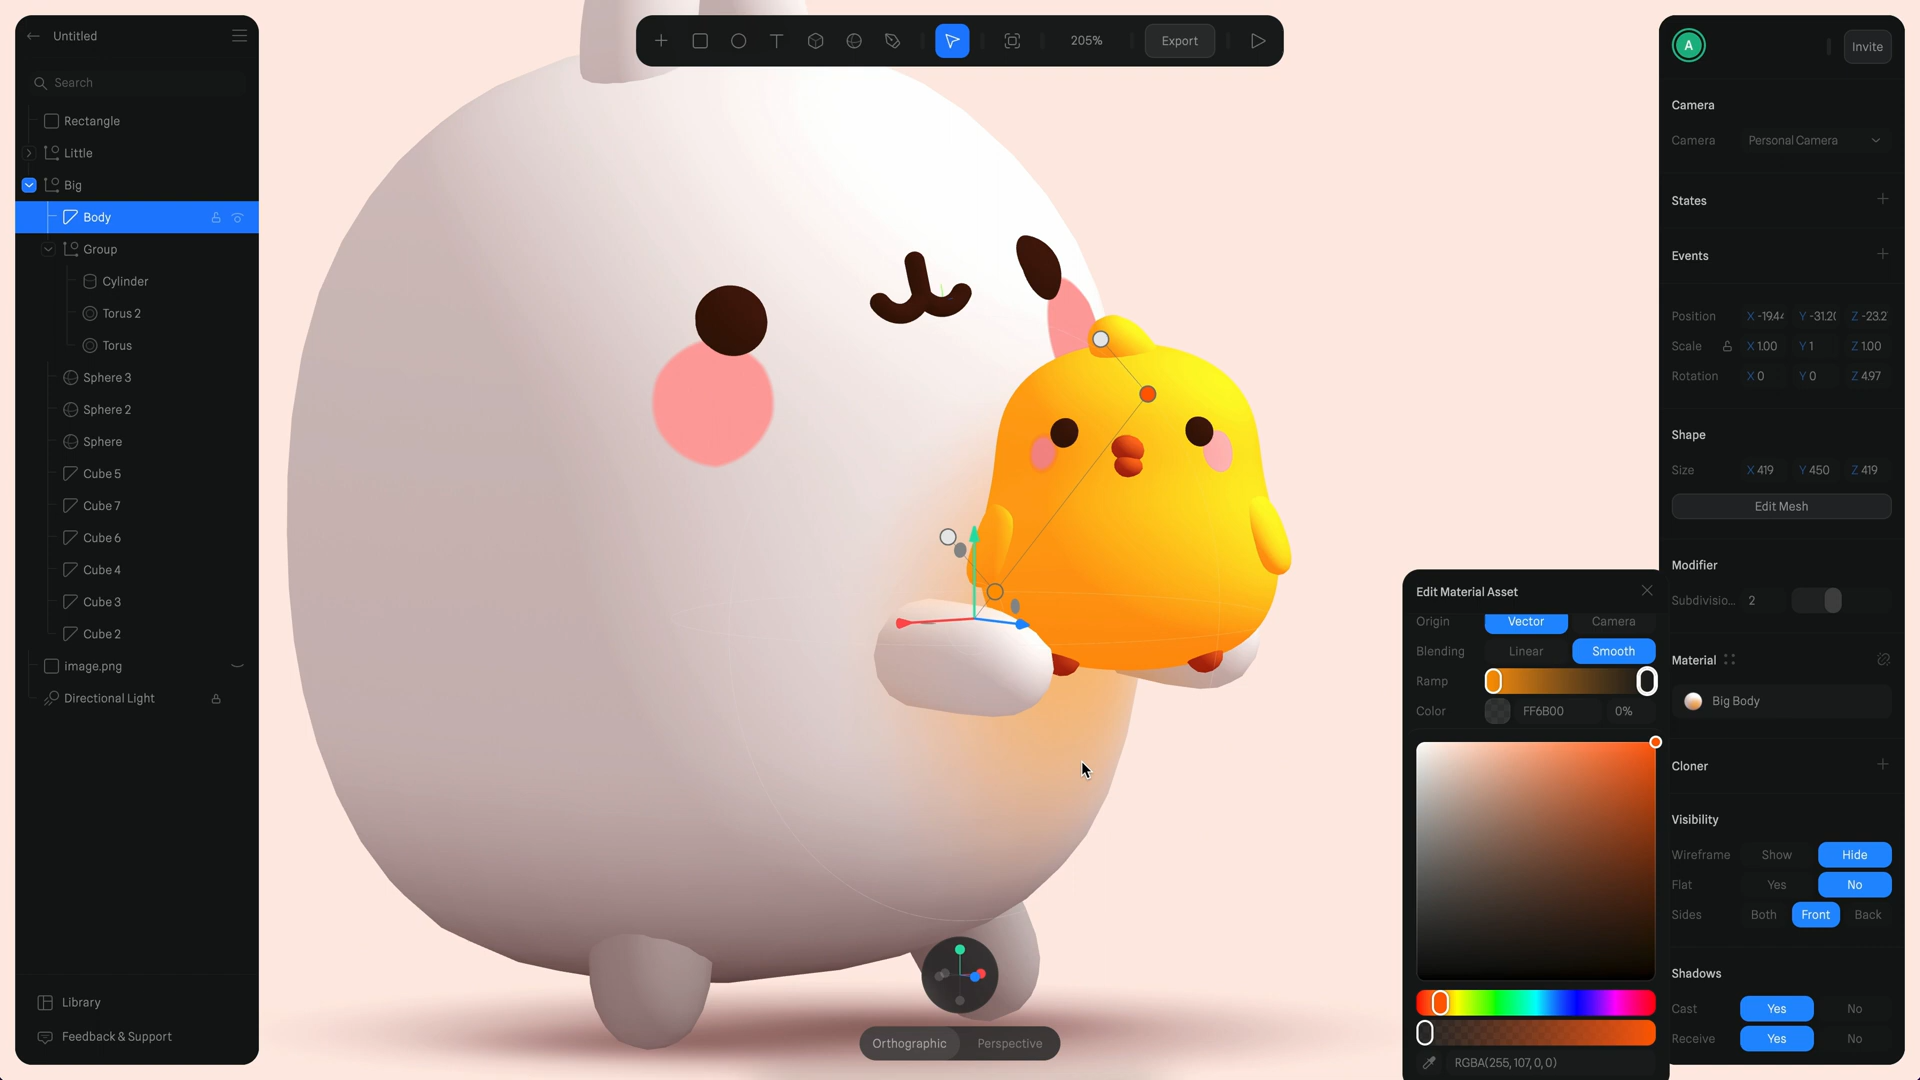 Untitled
Search
Rectangle
Little
Big
Body
Group
Cylinder
Torus 2
Torus
Sphere 3
Sphere 2
Sphere
Cube 5
Cube 7
Cube 6
Cube 4
Cube 3
Cube 2
image.png
Directional Light
Library
Feedback & Support
205%
Export
Orthographic
Perspective
Edit Material Asset
Origin Vector Camera
Blending Linear Smooth
Ramp
Color FF6B00 0%
RGBA(255, 107, 0, 0)
A Invite
Camera
Camera Personal Camera
States
Events
Position X -19.44 Y -31.20 Z -23.2
Scale X 1.00 Y 1 Z 1.00
Rotation X 0 Y 0 Z 4.97
Shape
Size X 419 Y 450 Z 419
Edit Mesh
Modifier
Subdivisio... 2
Material
Big Body
Cloner
Visibility
Wireframe Show Hide
Flat Yes No
Sides Both Front Back
Shadows
Cast Yes No
Receive Yes No